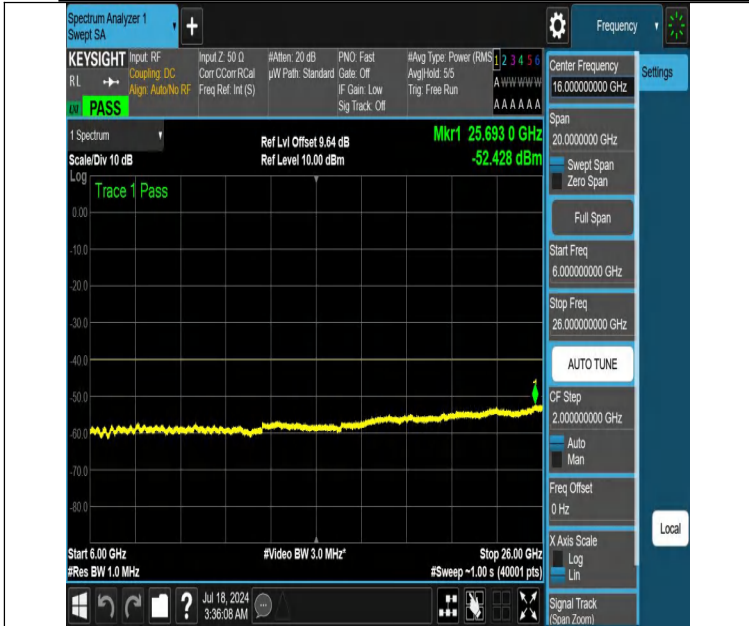 Spectrum Analyzer 1
Swept SA
Frequency
KEYSIGHT
Input: RF
Coupling: DC
Align: Auto/No RF
Input Z: 50 Ω
Corr CCorr RCal
Freq Ref: Int (S)
#Atten: 20 dB
µW Path: Standard
PNO: Fast
Gate: Off
IF Gain: Low
Sig Track: Off
#Avg Type: Power (RMS
Avg|Hold: 5/5
Trig: Free Run
1 2 3 4 5 6
A W W W W W
A A A A A A
R L
LXI PASS
1 Spectrum
Scale/Div 10 dB
Ref Lvl Offset 9.64 dB
Ref Level 10.00 dBm
Mkr1 25.693 0 GHz
-52.428 dBm
Log
Trace 1 Pass
0.00
-10.0
-20.0
-30.0
-40.0
-50.0
-60.0
-70.0
-80.0
1
Start 6.00 GHz
#Res BW 1.0 MHz
#Video BW 3.0 MHz*
Stop 26.00 GHz
#Sweep ~1.00 s (40001 pts)
Jul 18, 2024
3:36:08 AM
Center Frequency
16.000000000 GHz
Settings
Span
20.0000000 GHz
Swept Span
Zero Span
Full Span
Start Freq
6.000000000 GHz
Stop Freq
26.000000000 GHz
AUTO TUNE
CF Step
2.000000000 GHz
Auto
Man
Freq Offset
0 Hz
X Axis Scale
Log
Lin
Local
Signal Track
(Span Zoom)